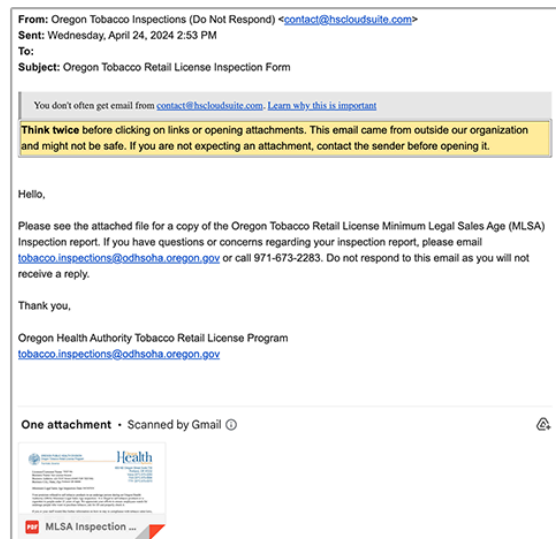 From: Oregon Tobacco Inspections (Do Not Respond) <contact@hscloudsuite.com>
Sent: Wednesday, April 24, 2024 2:53 PM
To:
Subject: Oregon Tobacco Retail License Inspection Form
You don't often get email from contact@hscloudsuite.com. Learn why this is important
Think twice before clicking on links or opening attachments. This email came from outside our organization
and might not be safe. If you are not expecting an attachment, contact the sender before opening it.
Hello,
Please see the attached file for a copy of the Oregon Tobacco Retail License Minimum Legal Sales Age (MLSA)
Inspection report. If you have questions or concerns regarding your inspection report, please email
tobacco.inspections@odhsoha.oregon.gov or call 971-673-2283. Do not respond to this email as you will not
receive a reply.
Thank you,
Oregon Health Authority Tobacco Retail License Program
tobacco.inspections@odhsoha.oregon.gov
One attachment • Scanned by Gmail
Health
PDF MLSA Inspection ...